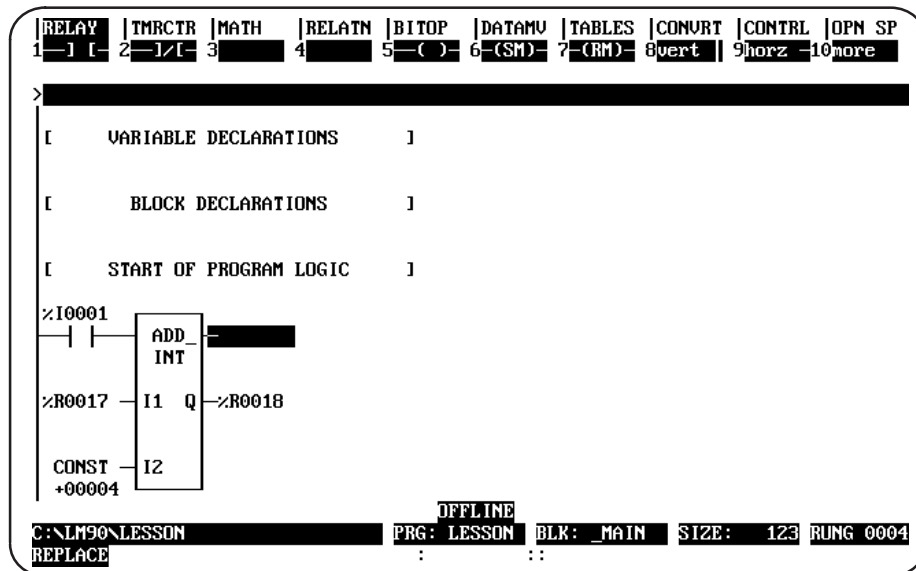 RELAY |TMRCTR |MATH |RELATN |BITOP |DATAMV |TABLES |CONVRT |CONTRL |OPN SP
1—] [— 2—]/[— 3 4 5—( )— 6—(SM)— 7—(RM)— 8vert | 9horz —10more
>
[ VARIABLE DECLARATIONS ]
[ BLOCK DECLARATIONS ]
[ START OF PROGRAM LOGIC ]
%I0001
ADD_
INT
%R0017 I1 Q %R0018
CONST I2
+00004
OFFLINE
C:\LM90\LESSON PRG: LESSON BLK: _MAIN SIZE: 123 RUNG 0004
REPLACE : ::